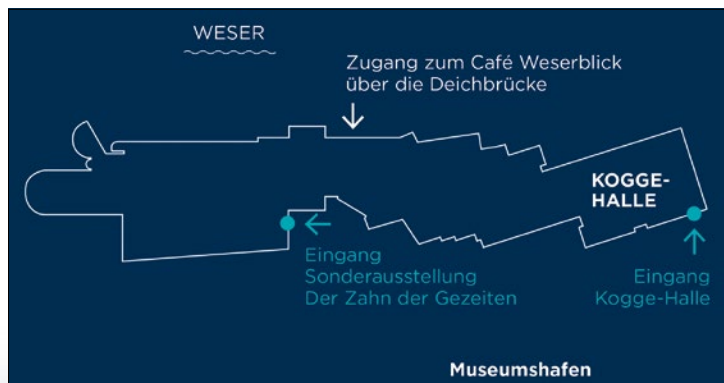 WESER
Zugang zum Café Weserblick
über die Deichbrücke
KOGGE-
HALLE
Eingang
Sonderausstellung
Der Zahn der Gezeiten
Eingang
Kogge-Halle
Museumshafen